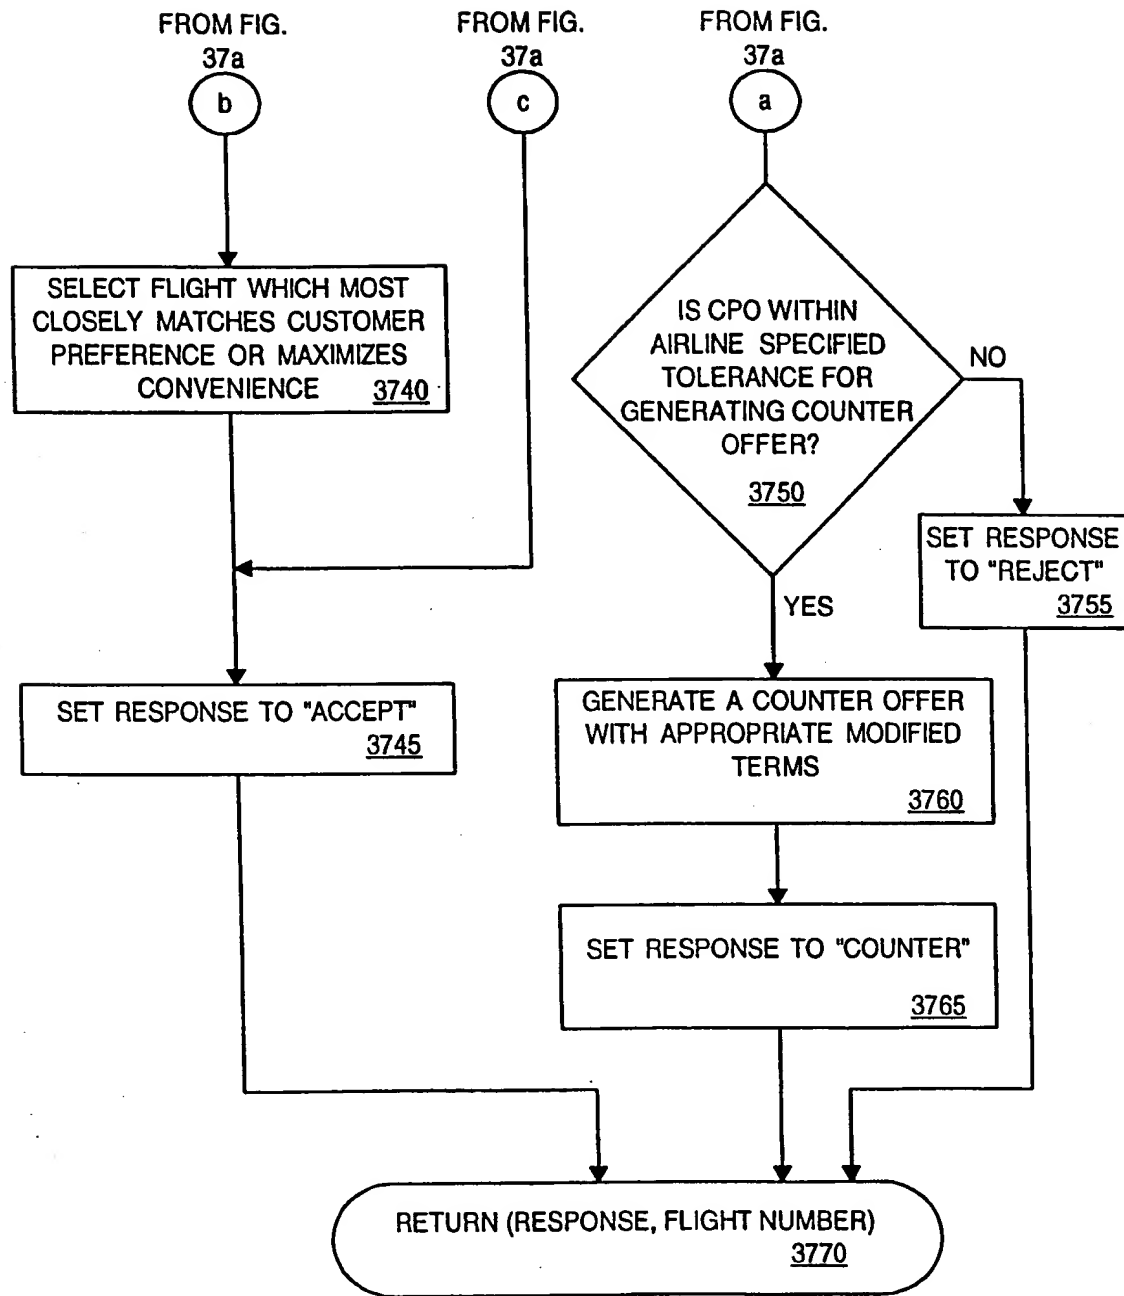 FROM FIG.
37a
b
FROM FIG.
37a
c
FROM FIG.
37a
a
SELECT FLIGHT WHICH MOST
CLOSELY MATCHES CUSTOMER
PREFERENCE OR MAXIMIZES
CONVENIENCE 3740
SET RESPONSE TO "ACCEPT"
3745
IS CPO WITHIN
AIRLINE SPECIFIED
TOLERANCE FOR
GENERATING COUNTER
OFFER?
3750
NO
SET RESPONSE
TO "REJECT"
3755
YES
GENERATE A COUNTER OFFER
WITH APPROPRIATE MODIFIED
TERMS
3760
SET RESPONSE TO "COUNTER"
3765
RETURN (RESPONSE, FLIGHT NUMBER)
3770